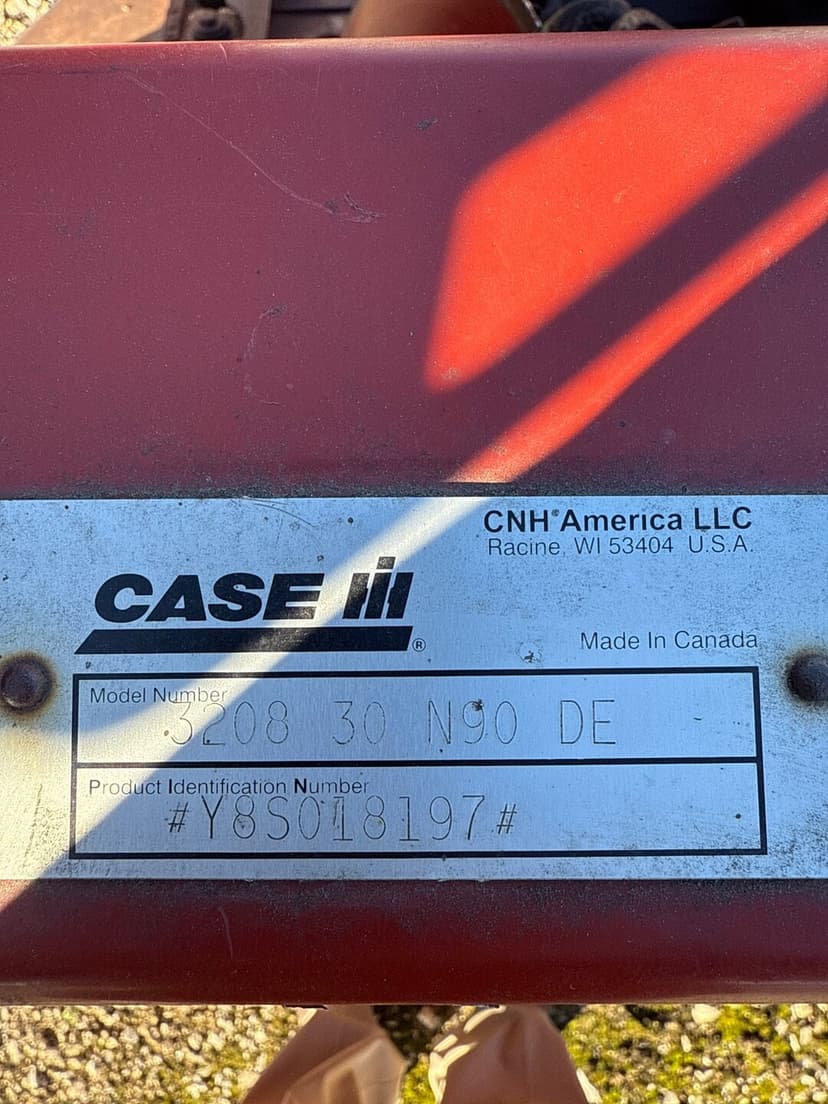 CNH® America LLC
Racine, WI 53404 U.S.A.
CASE IH®
Made In Canada
Model Number
3208 30 N90 DE
Product Identification Number
#Y8S018197#